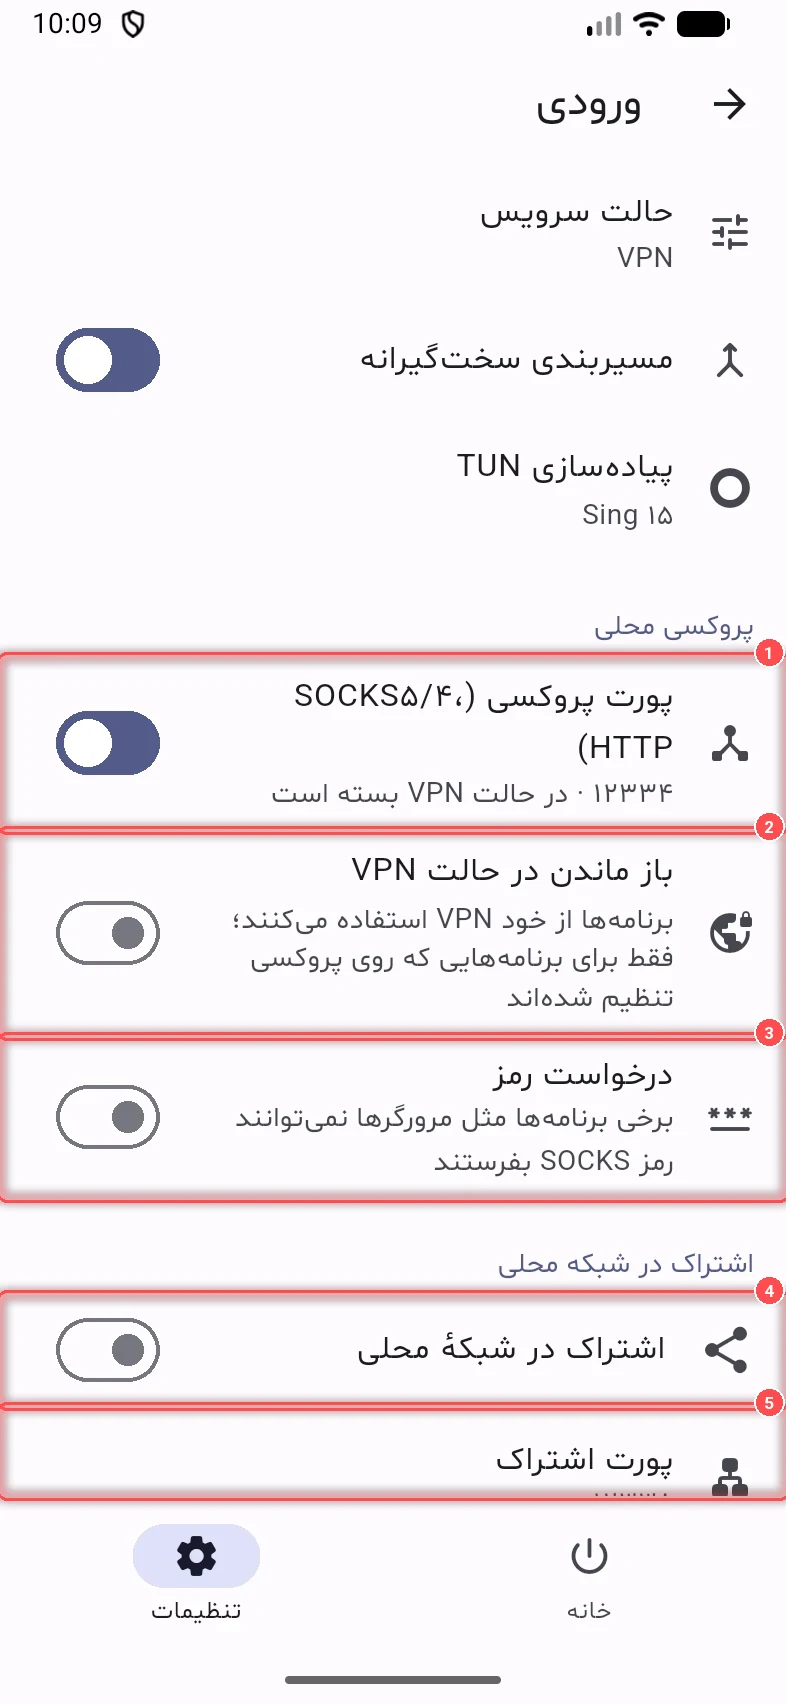 10:09
ورودی
حالت سرویس
VPN
مسیربندی سخت‌گیرانه
پیاده‌سازی TUN
Sing ۱۵
پروکسی محلی
1
پورت پروکسی (SOCKS۵/۴،
HTTP)
۱۲۳۳۴ · در حالت VPN بسته است
2
باز ماندن در حالت VPN
برنامه‌ها از خود VPN استفاده می‌کنند؛
فقط برای برنامه‌هایی که روی پروکسی
تنظیم شده‌اند
3
درخواست رمز
برخی برنامه‌ها مثل مرورگرها نمی‌توانند
رمز SOCKS بفرستند
اشتراک در شبکه محلی
4
اشتراک در شبکهٔ محلی
5
پورت اشتراک
خانه
تنظیمات